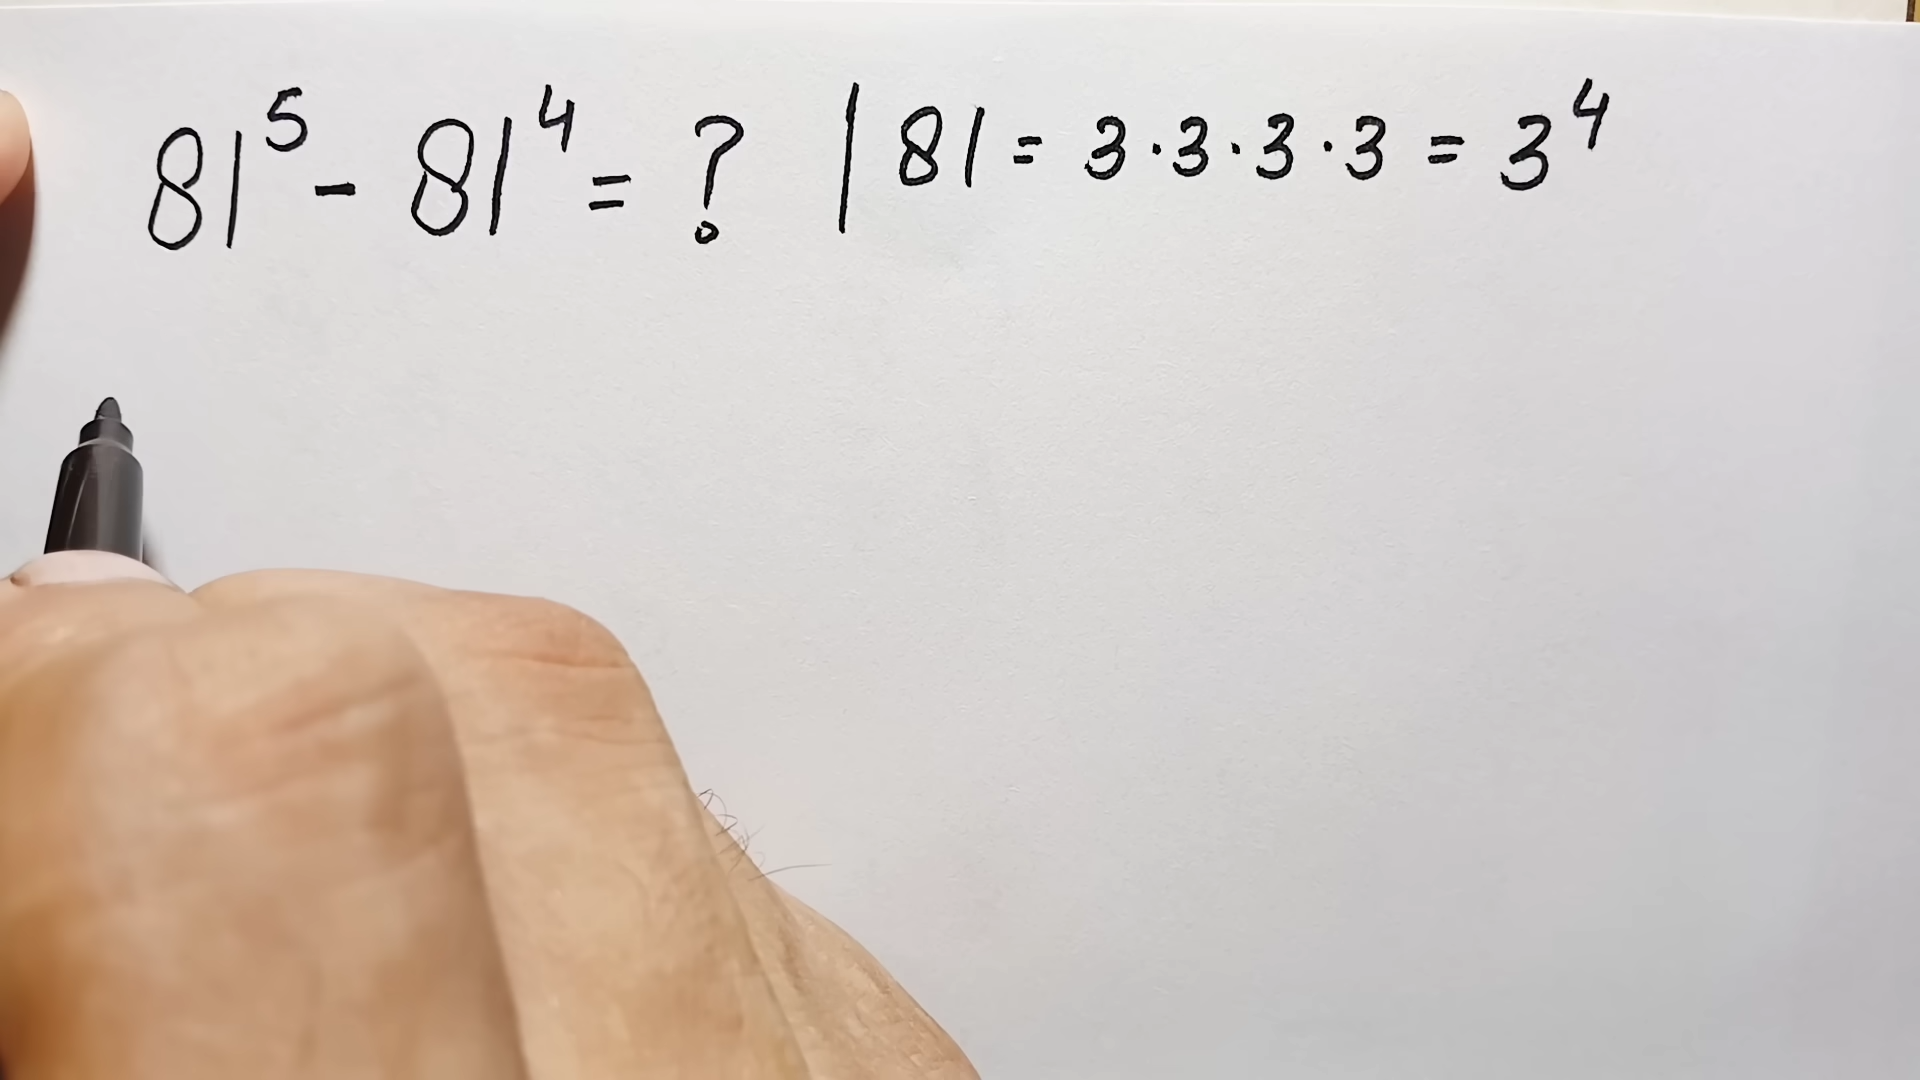 81⁵ - 81⁴ = ? | 81 = 3·3·3·3 = 3⁴